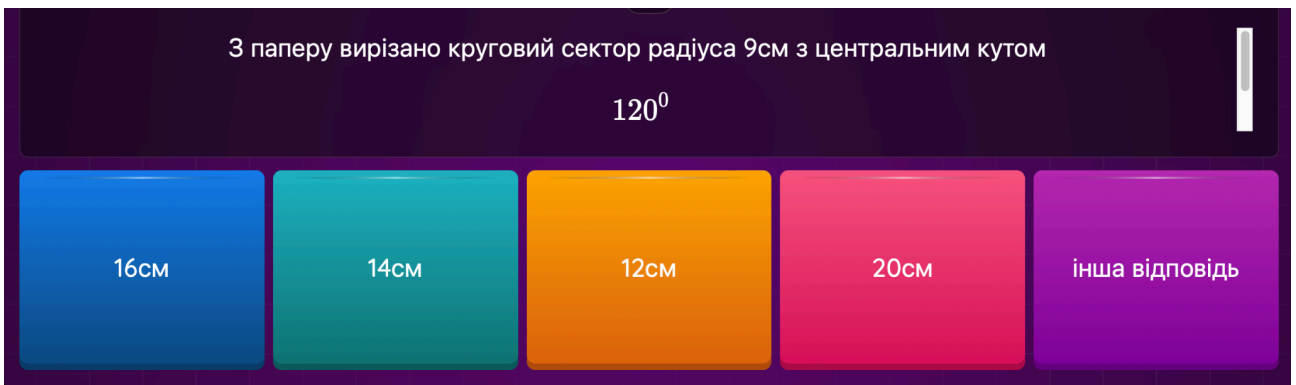 З паперу вирізано круговий сектор радіуса 9см з центральним кутом
120⁰
16см
14см
12см
20см
інша відповідь